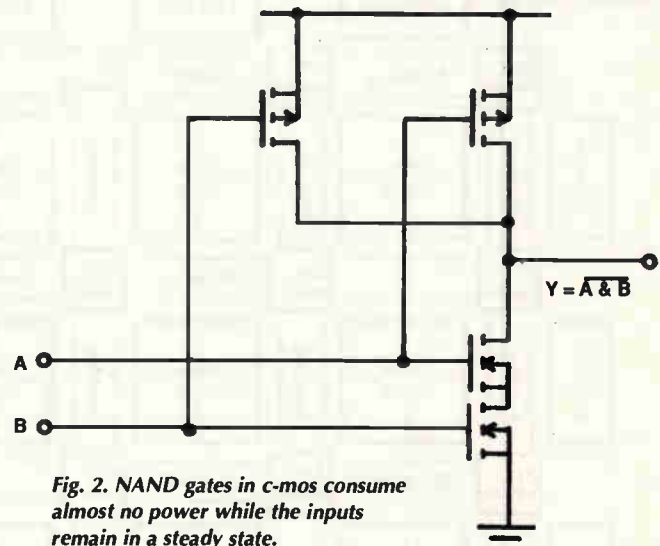 Y = A & B
A
B
Fig. 2. NAND gates in c-mos consume
almost no power while the inputs
remain in a steady state.